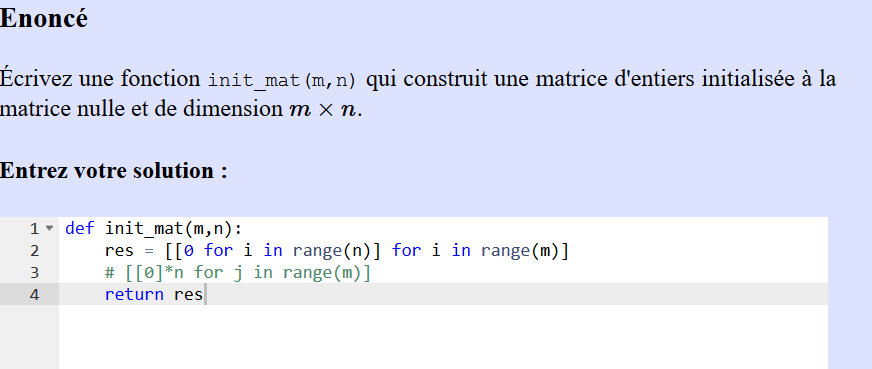 Enoncé
Écrivez une fonction init_mat(m,n) qui construit une matrice d'entiers initialisée à la
matrice nulle et de dimension m × n.
Entrez votre solution :
1 def init_mat(m,n):
2     res = [[0 for i in range(n)] for i in range(m)]
3     # [[0]*n for j in range(m)]
4     return res